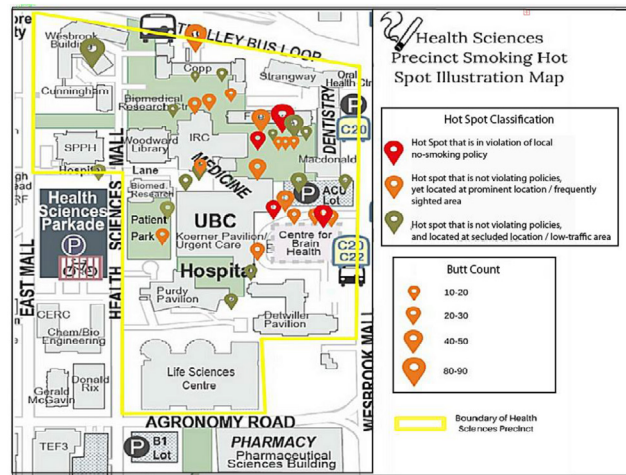 Health Sciences
Precinct Smoking Hot
Spot Illustration Map
Hot Spot Classification
Hot Spot that is in violation of local
no-smoking policy
Hot Spot that is not violating policies,
yet located at prominent location / frequently
sighted area
Hot spot that is not violating policies,
and located at secluded location / low-traffic area
Butt Count
10-20
20-30
40-50
80-90
Boundary of Health
Sciences Precinct
TROLLEY BUS LOOP
Wesbrook
Building
Cunningham
Copp
Strangway
Oral
Biomedical
Research
DENTISTRY
P
C20
IRC
Woodward
Library
SPPH
MALL
MEDICINE
Macdonald
Hospital
Lane
Biomed
Research
P
ACU
Lot
Health
Sciences
Parkade
P
Patient
Park
UBC
Koerner Pavilion/
Urgent Care
Centre for
Brain
Health
C22
Hospital
EAST MALL
HEALTH SCIENCES
Purdy
Pavilion
Detwiller
Pavilion
WESBROOK MALL
CERC
Chem/Bio
Engineering
Life Sciences
Centre
Gerald
McGavin
Donald
Rix
AGRONOMY ROAD
TEF3
P
B1
Lot
PHARMACY
Pharmaceutical
Sciences Building